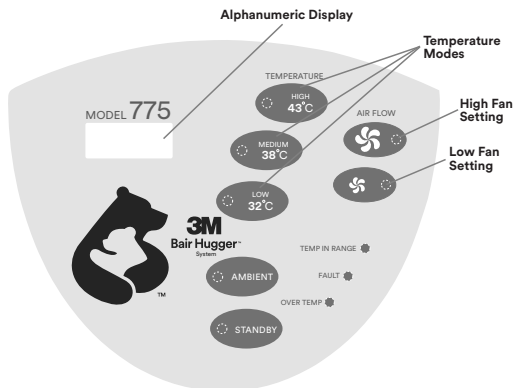 Alphanumeric Display
Temperature
Modes
TEMPERATURE
HIGH
43°C
MODEL 775
AIR FLOW
High Fan
Setting
MEDIUM
38°C
Low Fan
Setting
LOW
32°C
3M
Bair Hugger™
System
TEMP IN RANGE
AMBIENT
FAULT
™
OVER TEMP
STANDBY